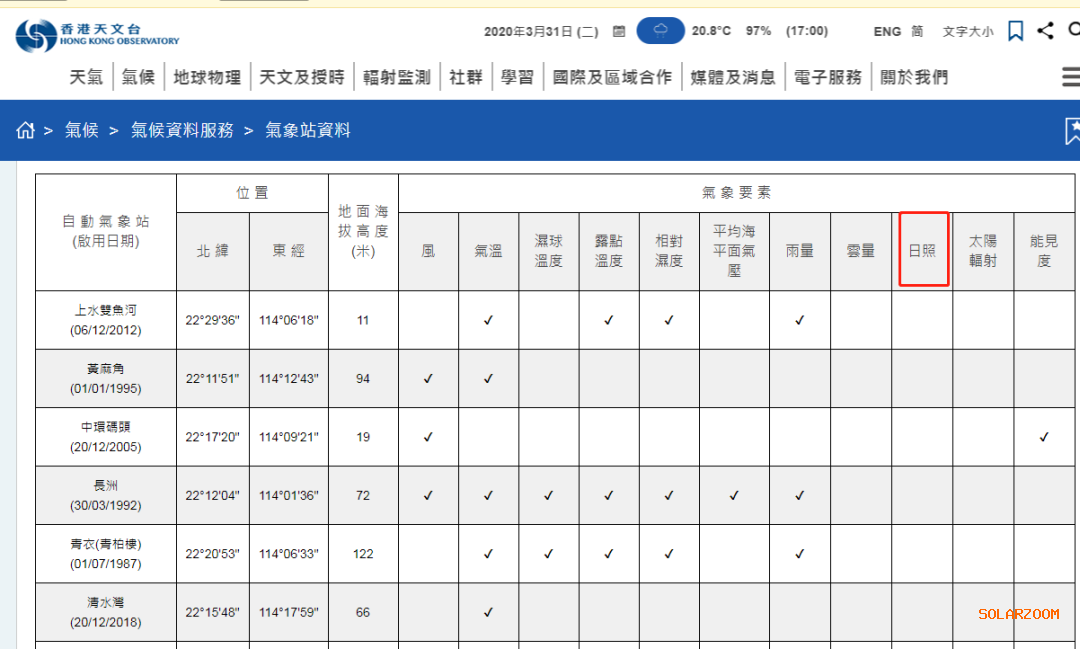 香港天文台
HONG KONG OBSERVATORY
2020年3月31日 (二) 20.8°C 97% (17:00) ENG 简 文字大小
天氣 氣候 地球物理 天文及授時 輻射監測 社群 學習 國際及區域合作 媒體及消息 電子服務 關於我們
> 氣候 > 氣候資料服務 > 氣象站資料
自動氣象站
(啟用日期)
位置
地面海
拔高度
(米)
氣象要素
北緯 東經 風 氣溫 濕球溫度 露點溫度 相對濕度 平均海平面氣壓 雨量 雲量 日照 太陽輻射 能見度
上水雙魚河
(06/12/2012) 22°29'36" 114°06'18" 11 ✓ ✓ ✓ ✓
黃麻角
(01/01/1995) 22°11'51" 114°12'43" 94 ✓ ✓
中環碼頭
(20/12/2005) 22°17'20" 114°09'21" 19 ✓ ✓
長洲
(30/03/1992) 22°12'04" 114°01'36" 72 ✓ ✓ ✓ ✓ ✓ ✓ ✓
青衣(青柏樓)
(01/07/1987) 22°20'53" 114°06'33" 122 ✓ ✓ ✓ ✓ ✓
清水灣
(20/12/2018) 22°15'48" 114°17'59" 66 ✓
SOLARZOOM